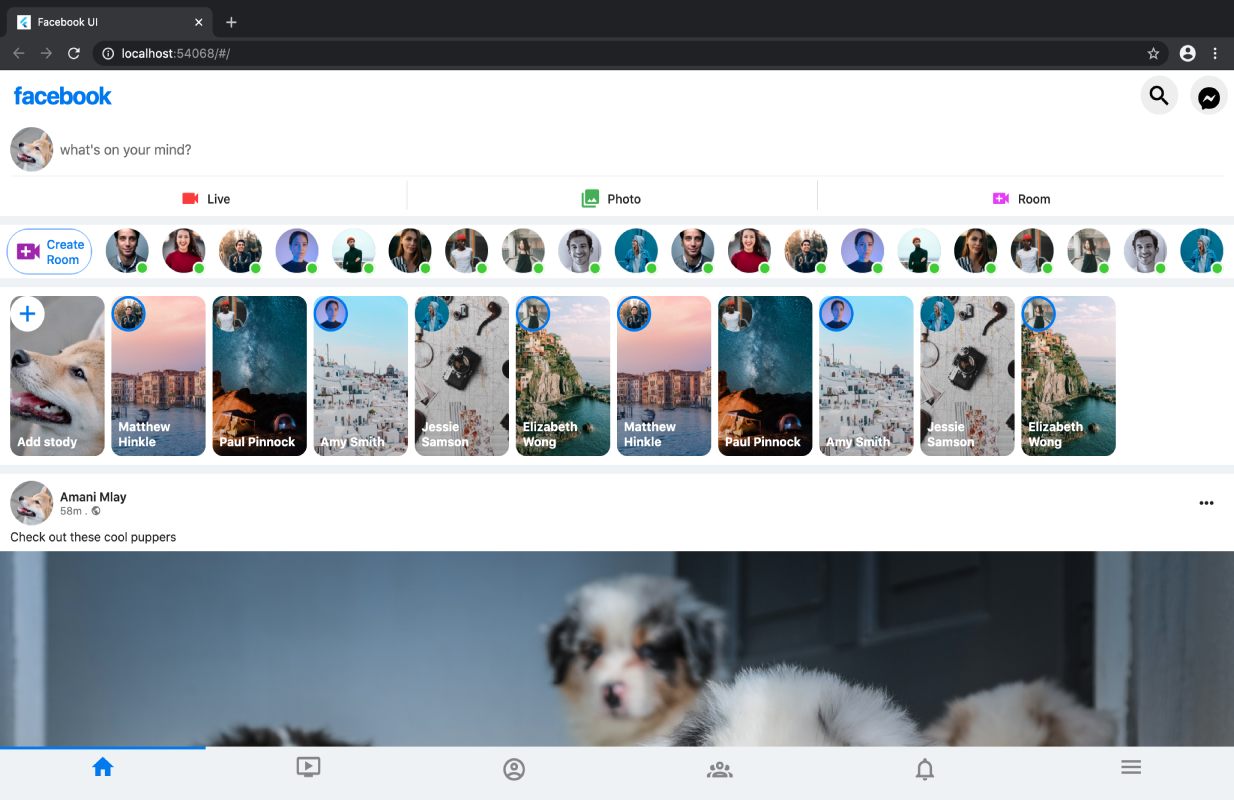 Facebook UI
localhost:54068/#/
facebook
what's on your mind?
Live
Photo
Room
Create
Room
Add stody
Matthew
Hinkle
Paul Pinnock
Amy Smith
Jessie
Samson
Elizabeth
Wong
Matthew
Hinkle
Paul Pinnock
Amy Smith
Jessie
Samson
Elizabeth
Wong
Amani Mlay
58m .
Check out these cool puppers